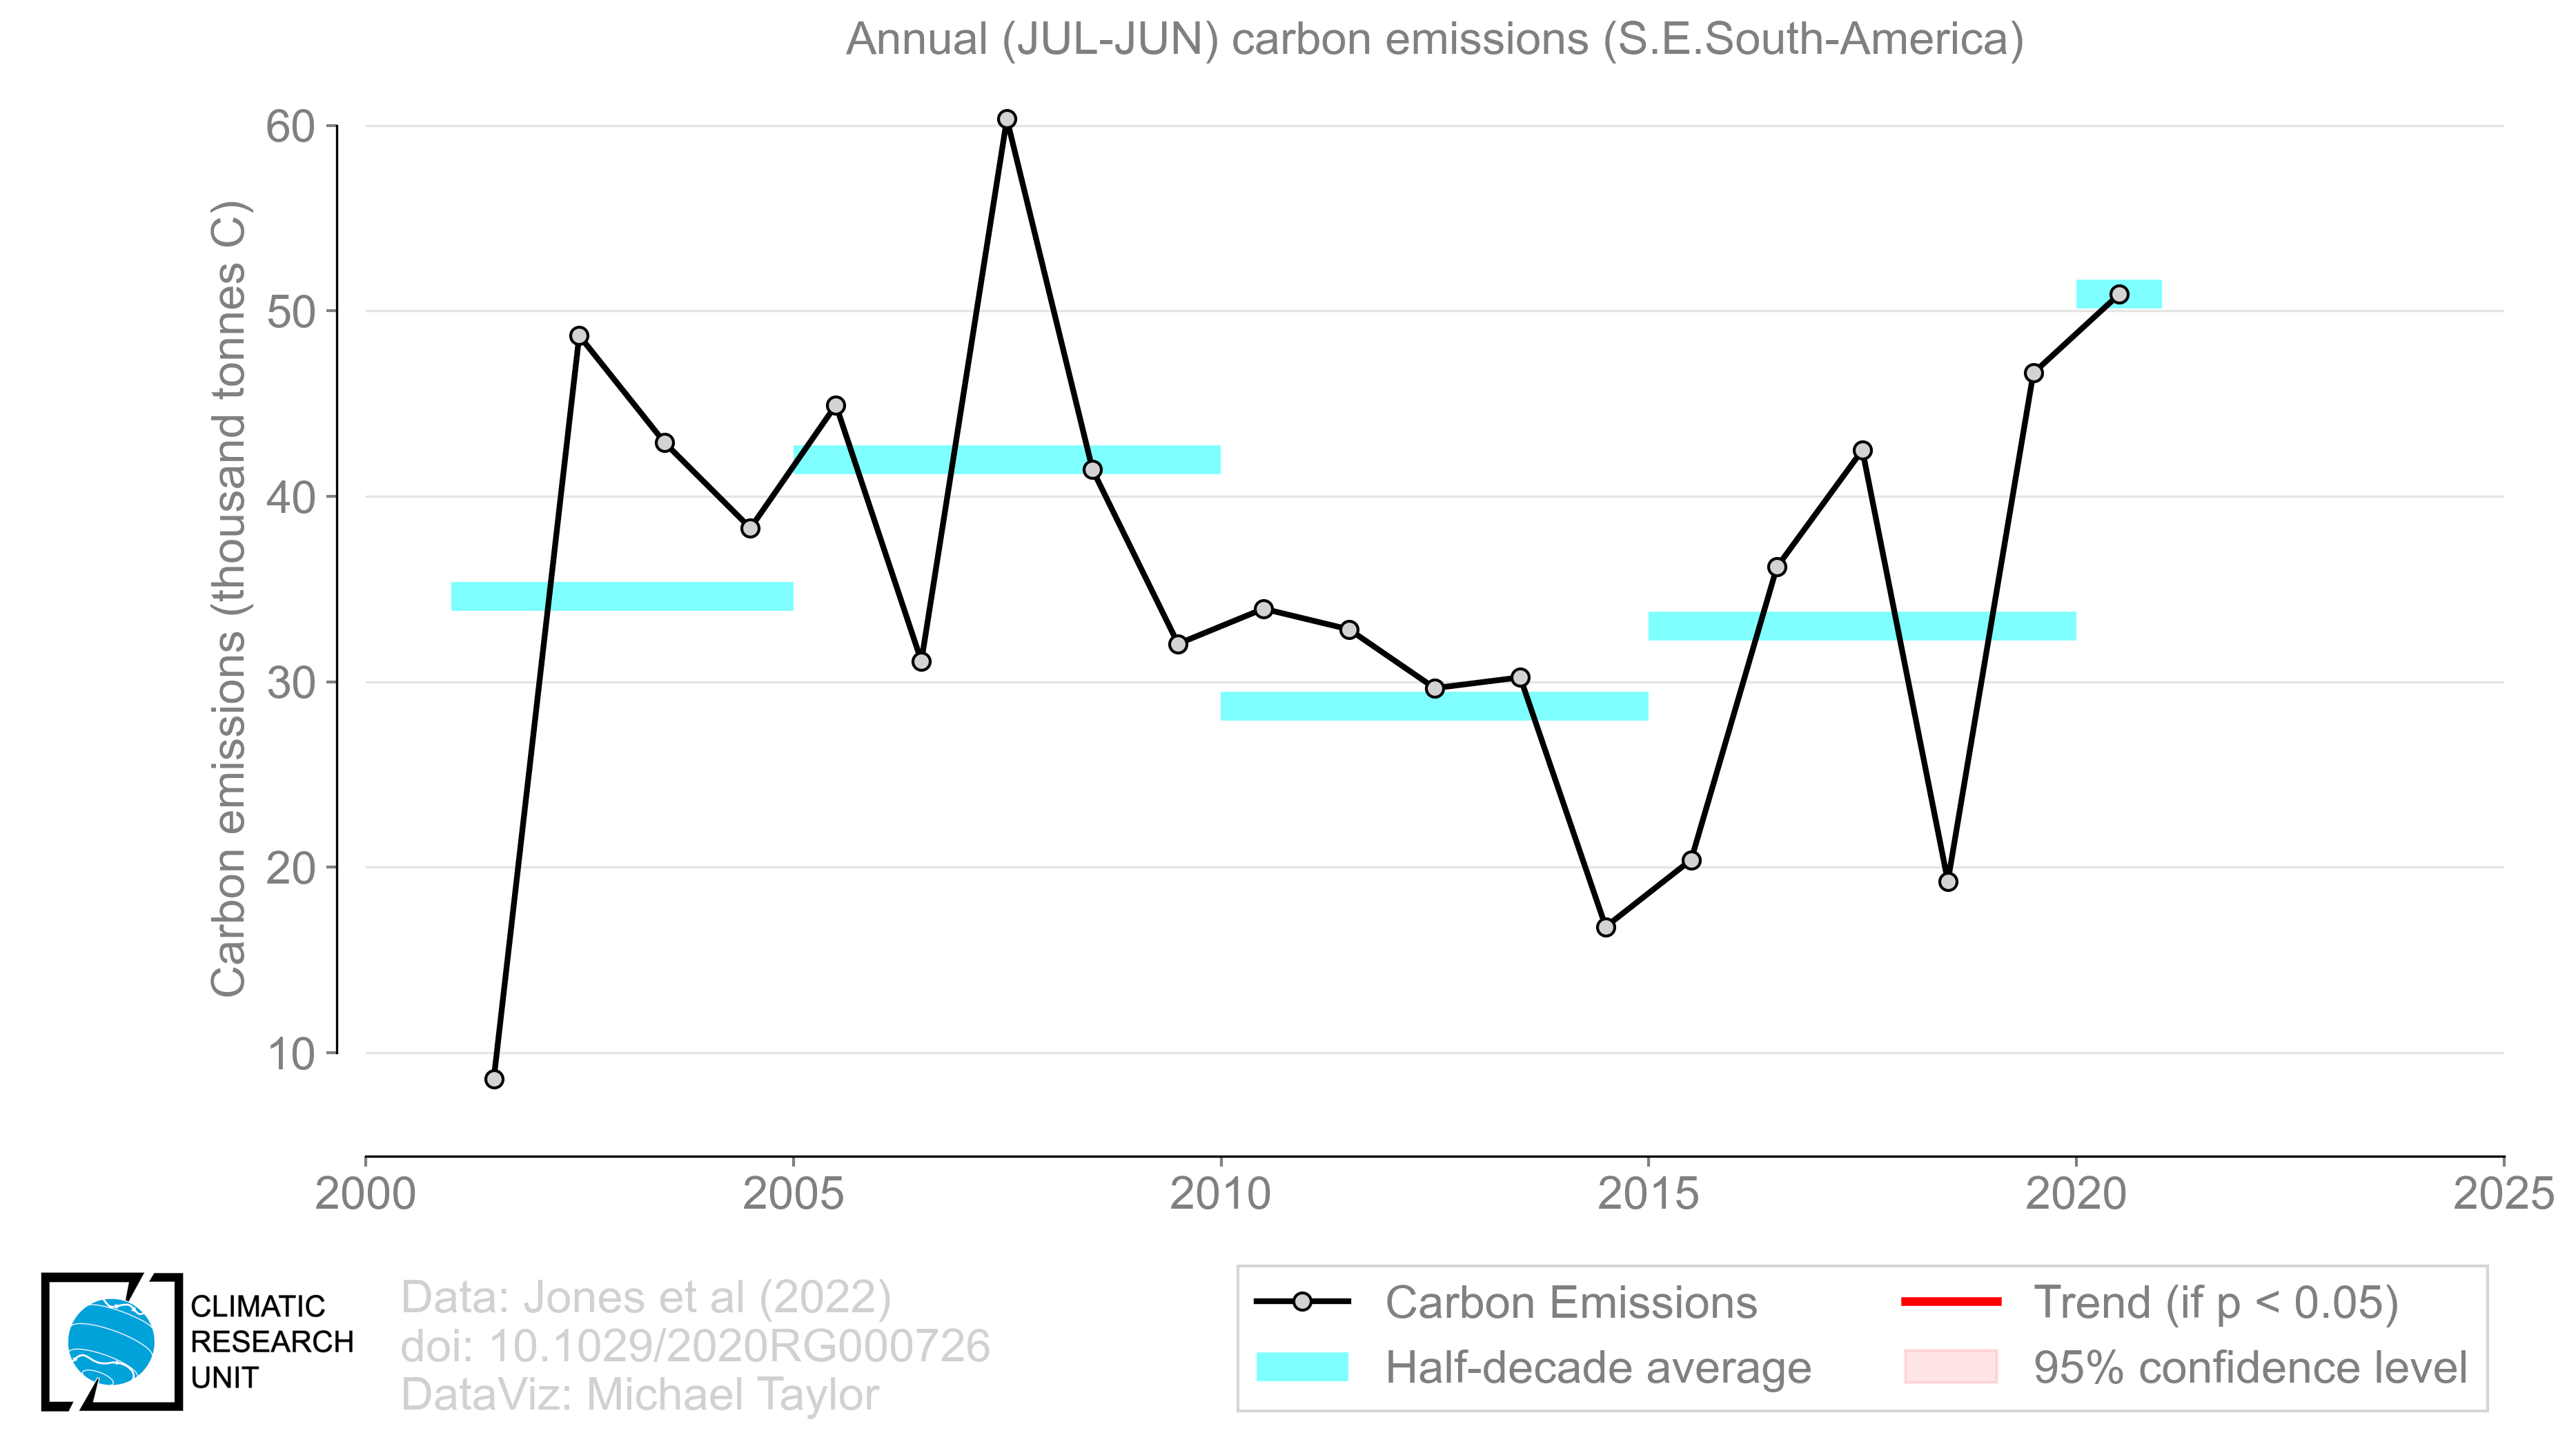 Annual (JUL-JUN) carbon emissions (S.E.South-America)
Carbon emissions (thousand tonnes C)
60
50
40
30
20
10
2000 2005 2010 2015 2020 2025
CLIMATIC
RESEARCH
UNIT
Data: Jones et al (2022)
doi: 10.1029/2020RG000726
DataViz: Michael Taylor
Carbon Emissions
Half-decade average
Trend (if p < 0.05)
95% confidence level